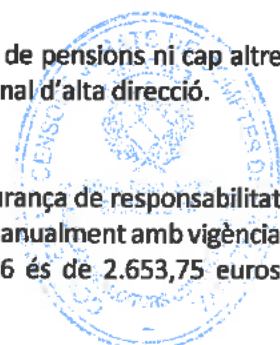 de pensions ni cap altre
nal d'alta direcció.
urança de responsabilitat
anualment amb vigència
6 és de 2.653,75 euros